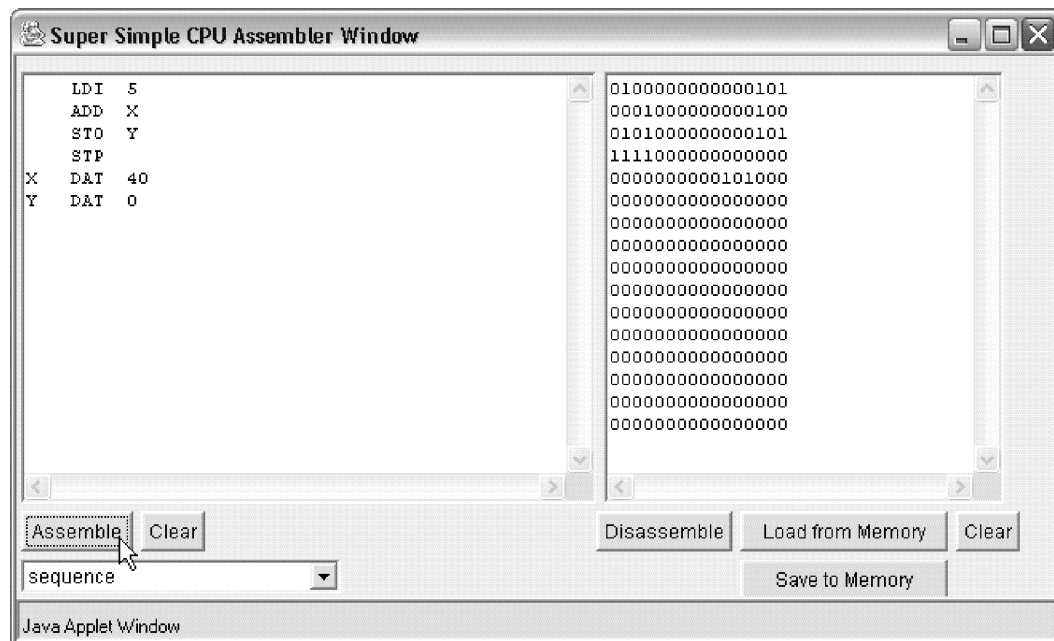 Super Simple CPU Assembler Window
LDI 5
ADD X
STO Y
STP
X DAT 40
Y DAT 0
0100000000000101
0001000000000100
0101000000000101
1111000000000000
0000000000101000
0000000000000000
0000000000000000
0000000000000000
0000000000000000
0000000000000000
0000000000000000
0000000000000000
0000000000000000
0000000000000000
0000000000000000
0000000000000000
Assemble Clear
Disassemble Load from Memory Clear
sequence
Save to Memory
Java Applet Window